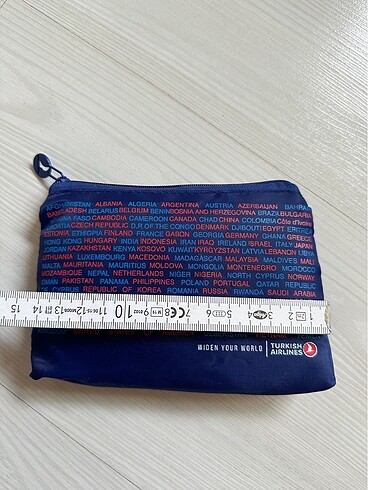 AFGHANISTAN ALBANIA ALGERIA ARGENTINA AUSTRIA AZERBAIJAN BAHRA
BANGLADESH BELARUS BELGIUM BENIN BOSNIA AND HERZEGOVINA BRAZIL BULGARIA
FASO CAMBODIA CAMEROON CANADA CHAD CHINA COLOMBIA Côte d'Ivoire
CZECH REPUBLIC D.R OF THE CONGO DENMARK DJIBOUTI EGYPT ERITREA
ESTONIA ETHIOPIA FINLAND FRANCE GABON GEORGIA GERMANY GHANA GREECE
HONG KONG HUNGARY INDIA INDONESIA IRAN IRAQ IRELAND ISRAEL ITALY JAPAN
JORDAN KAZAKHSTAN KENYA KOSOVO KUWAIT KYRGYZSTAN LATVIA
LITHUANIA LUXEMBOURG MACEDONIA MADAGASCAR MALAYSIA MALDIVES MALI
MALTA MAURITANIA MOLDOVA MONGOLIA MONTENEGRO MOROCCO
MOZAMBIQUE NEPAL NETHERLANDS NIGER NIGERIA NORTH CYPRUS NORWAY
OMAN PAKISTAN PANAMA PHILIPPINES POLAND PORTUGAL QATAR REPUBLIC
CYPRUS REPUBLIC OF KOREA ROMANIA RUSSIA RWANDA SAUDI ARABIA
15 14 13 12 11 10 9 8 7 6 5 4 3 2 1
WIDEN YOUR WORLD
TURKISH
AIRLINES